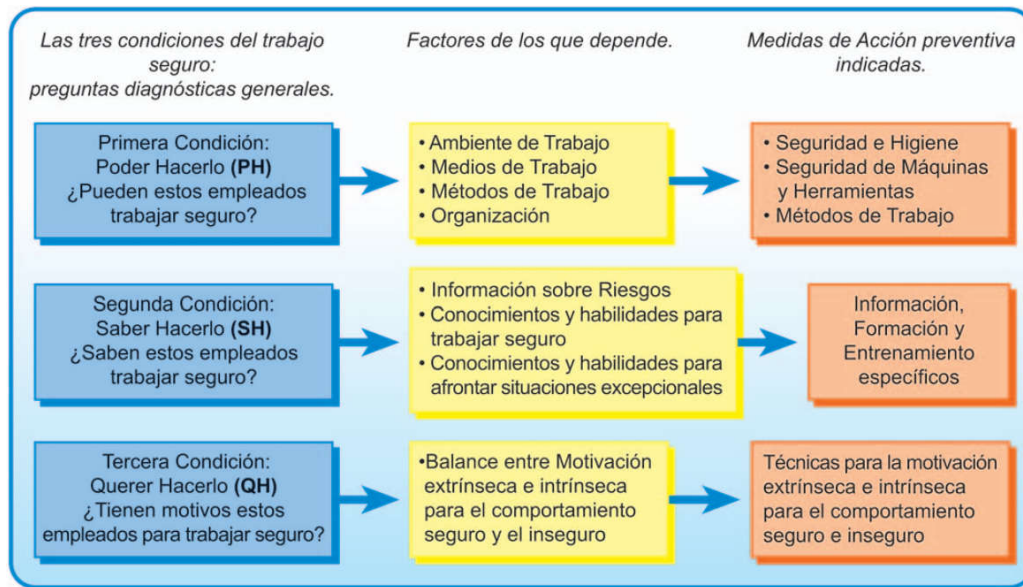 Las tres condiciones del trabajo
seguro:
preguntas diagnósticas generales.
Factores de los que depende.
Medidas de Acción preventiva
indicadas.
Primera Condición:
Poder Hacerlo (PH)
¿Pueden estos empleados
trabajar seguro?
• Ambiente de Trabajo
• Medios de Trabajo
• Métodos de Trabajo
• Organización
• Seguridad e Higiene
• Seguridad de Máquinas
y Herramientas
• Métodos de Trabajo
Segunda Condición:
Saber Hacerlo (SH)
¿Saben estos empleados
trabajar seguro?
• Información sobre Riesgos
• Conocimientos y habilidades para
trabajar seguro
• Conocimientos y habilidades para
afrontar situaciones excepcionales
Información,
Formación y
Entrenamiento
específicos
Tercera Condición:
Querer Hacerlo (QH)
¿Tienen motivos estos
empleados para trabajar seguro?
•Balance entre Motivación
extrínseca e intrínseca
para el comportamiento
seguro y el inseguro
Técnicas para la motivación
extrínseca e intrínseca
para el comportamiento
seguro e inseguro